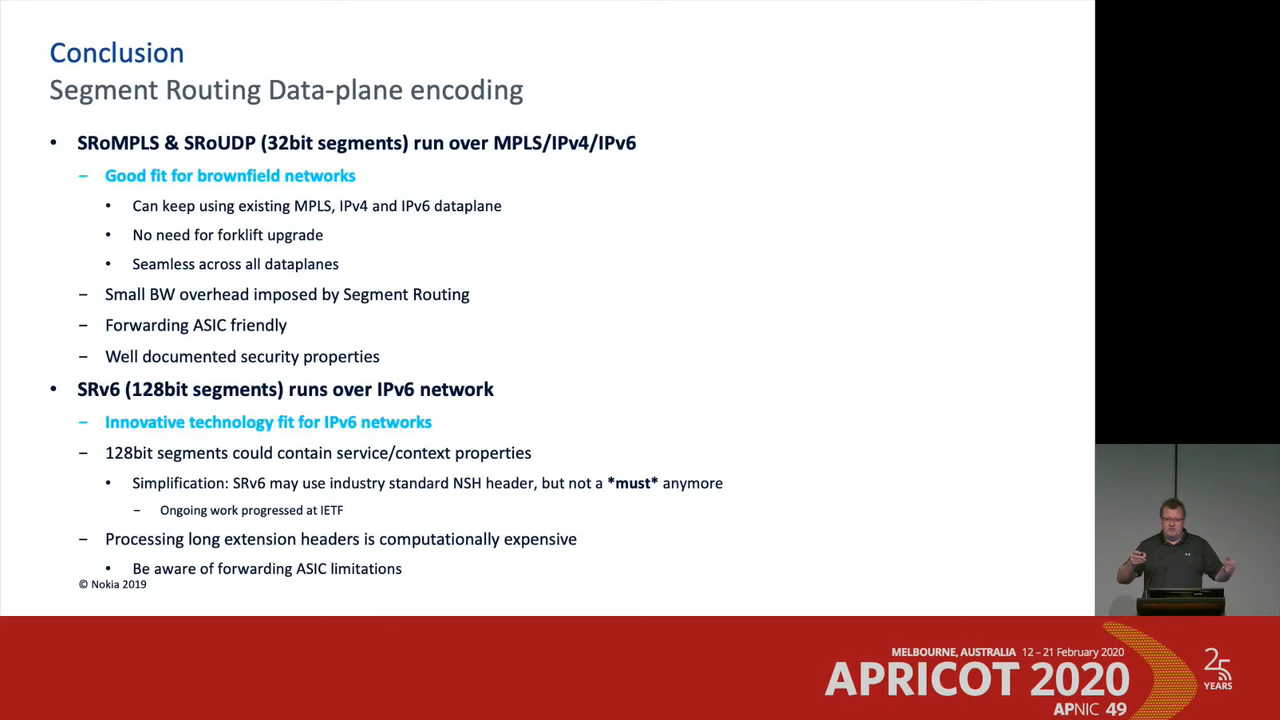 Conclusion
Segment Routing Data-plane encoding
• SRoMPLS & SRoUDP (32bit segments) run over MPLS/IPv4/IPv6
– Good fit for brownfield networks
• Can keep using existing MPLS, IPv4 and IPv6 dataplane
• No need for forklift upgrade
• Seamless across all dataplanes
– Small BW overhead imposed by Segment Routing
– Forwarding ASIC friendly
– Well documented security properties
• SRv6 (128bit segments) runs over IPv6 network
– Innovative technology fit for IPv6 networks
– 128bit segments could contain service/context properties
• Simplification: SRv6 may use industry standard NSH header, but not a *must* anymore
– Ongoing work progressed at IETF
– Processing long extension headers is computationally expensive
• Be aware of forwarding ASIC limitations
© Nokia 2019
MELBOURNE, AUSTRALIA 12 – 21 February 2020
APRICOT 2020
APNIC 49
25
YEARS